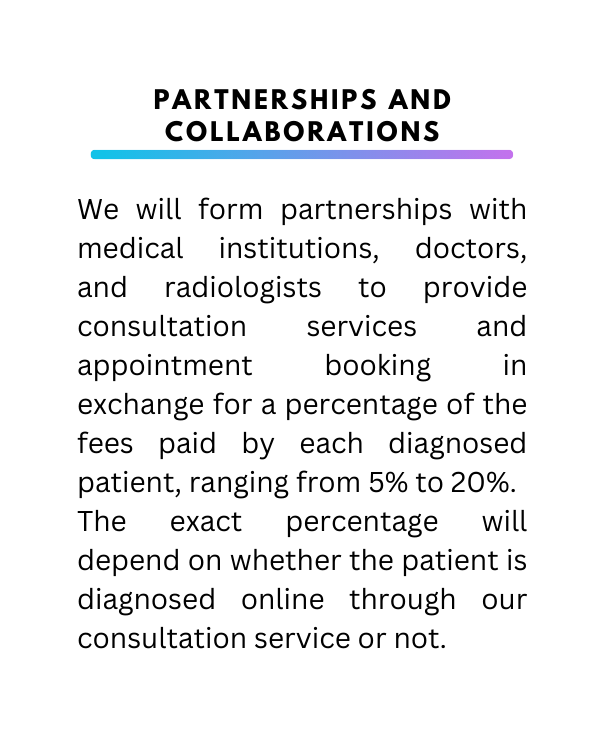 PARTNERSHIPS AND
COLLABORATIONS
We will form partnerships with
medical institutions, doctors,
and radiologists to provide
consultation services and
appointment booking in
exchange for a percentage of the
fees paid by each diagnosed
patient, ranging from 5% to 20%.
The exact percentage will
depend on whether the patient is
diagnosed online through our
consultation service or not.